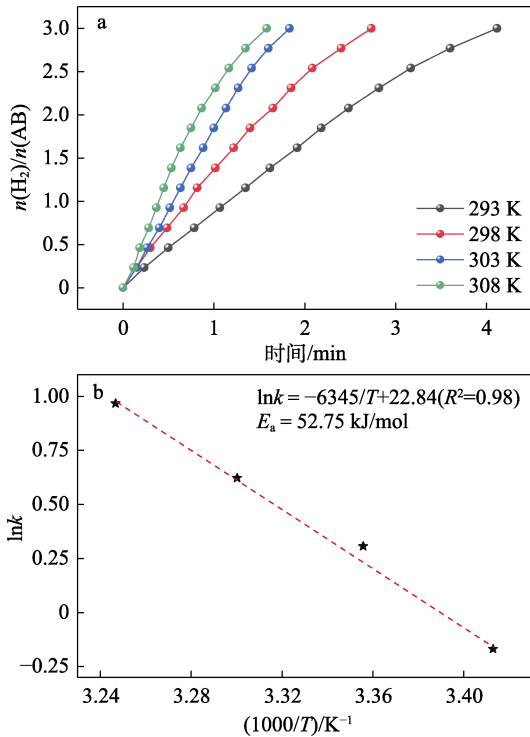 a
3.0
2.5
2.0
1.5
1.0
0.5
0
n(H₂)/n(AB)
293 K
298 K
303 K
308 K
0 1 2 3 4
时间/min
b
lnk = −6345/T+22.84(R²=0.98)
Eₐ = 52.75 kJ/mol
1.00
0.75
0.50
0.25
0
−0.25
lnk
3.24 3.28 3.32 3.36 3.40
(1000/T)/K⁻¹